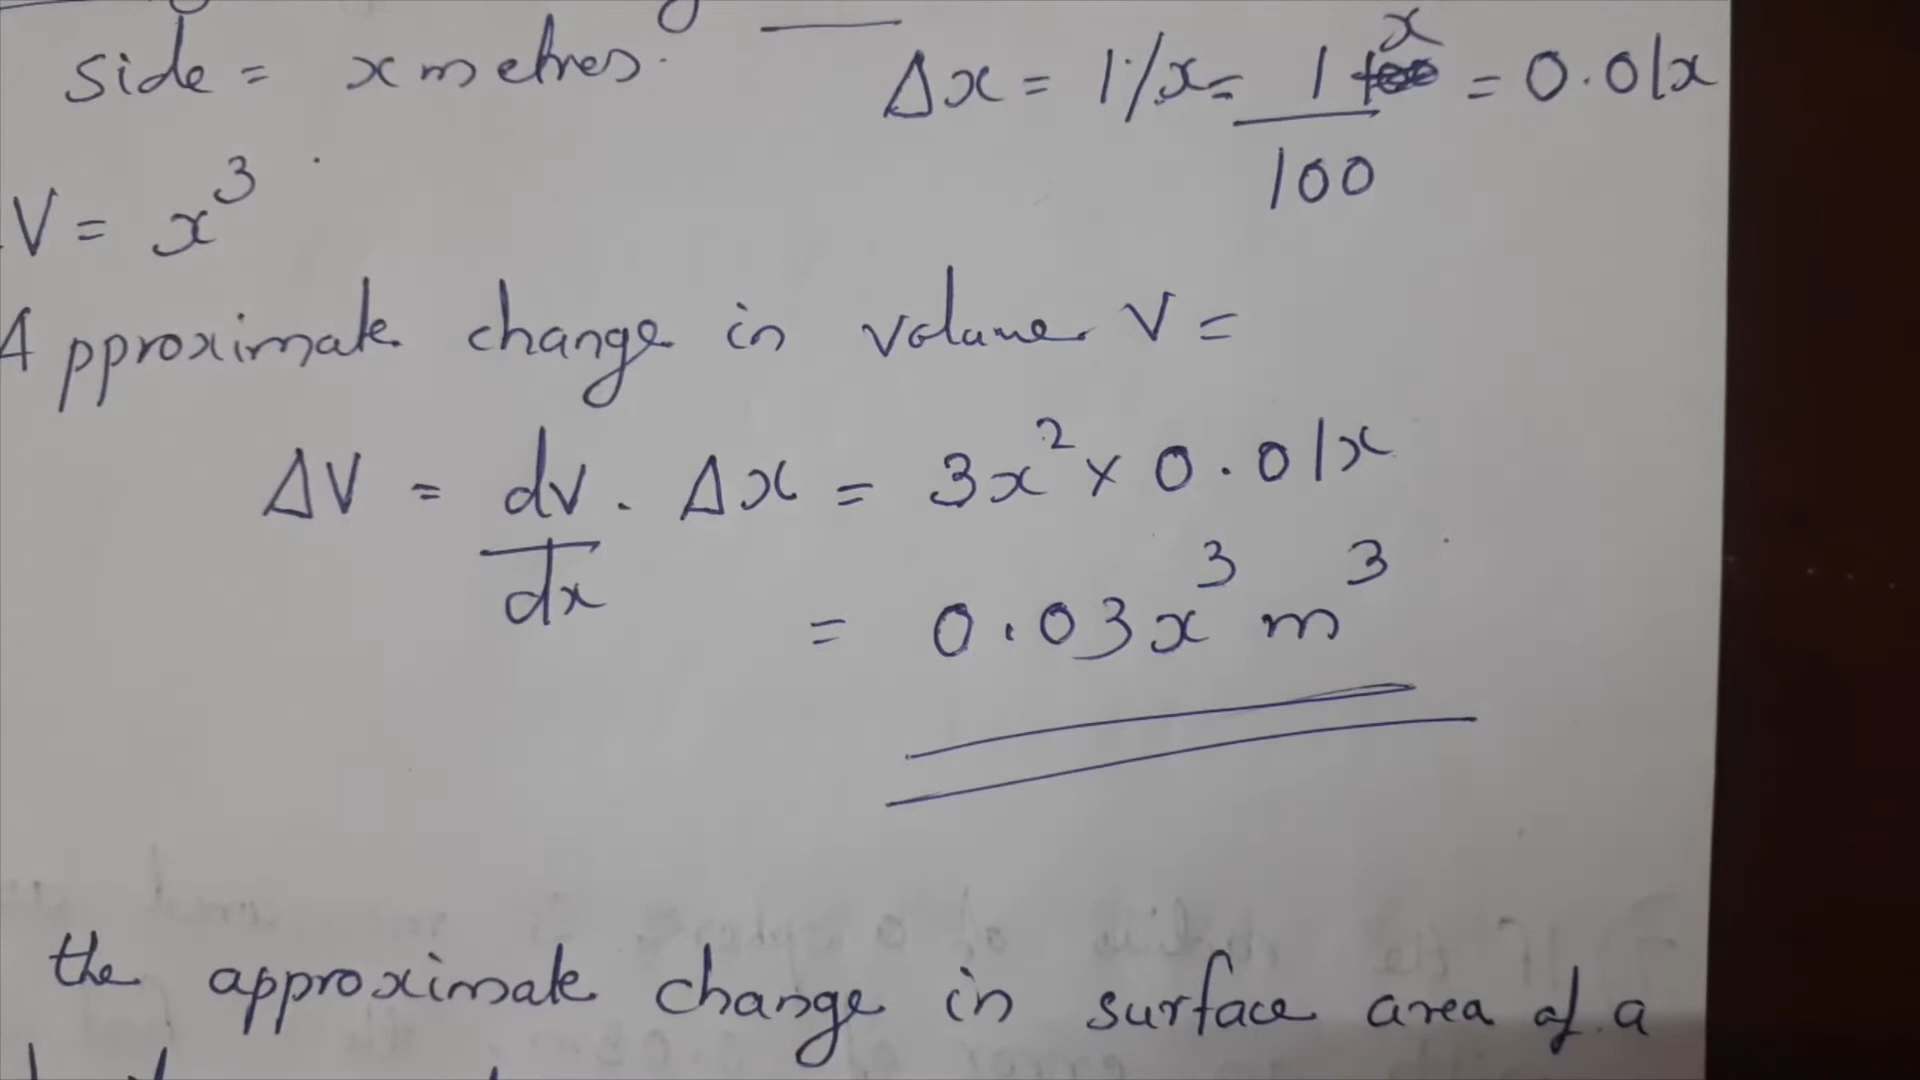 side = x metres.
Δx = 1%x = 1 x/100 = 0.01x
V = x³
Approximate change in volume V =
ΔV = dv/dx . Δx = 3x² × 0.01x
= 0.03x³ m³
the approximate change in surface area of a